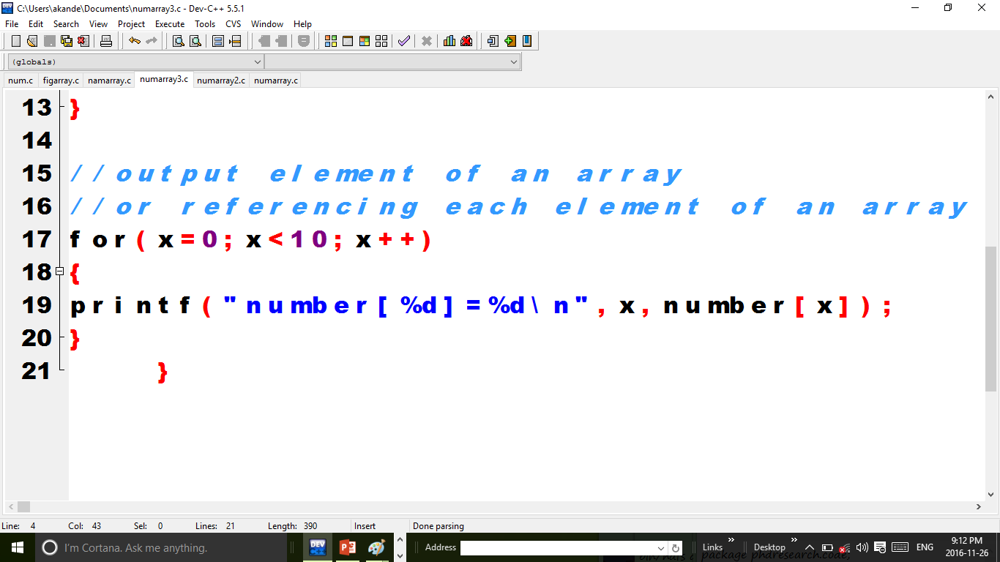 C:\Users\akande\Documents\numarray3.c - Dev-C++ 5.5.1
File Edit Search View Project Execute Tools CVS Window Help
(globals)
num.c figarray.c namarray.c numarray3.c numarray2.c numarray.c
13 }
14
15 //output element of an array
16 //or referencing each element of an array
17 for(x=0;x<10;x++)
18 {
19 printf("number[%d]=%d\n",x,number[x]);
20 }
21 }
Line: 4 Col: 43 Sel: 0 Lines: 21 Length: 390 Insert Done parsing
I'm Cortana. Ask me anything. DEV Address Links Desktop ENG 9:12 PM
2016-11-26
package phdresearch.code;